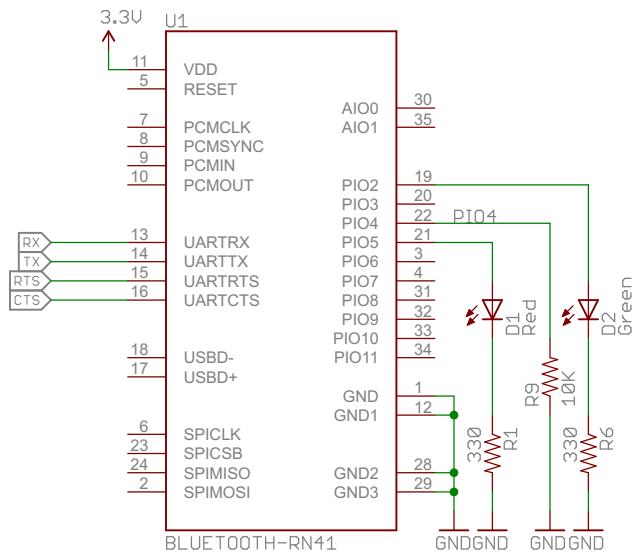 3.3V
U1
11 VDD
5 RESET
7 PCMCLK
8 PCMSYNC
9 PCMIN
10 PCMOUT
RX 13 UARTRX
TX 14 UARTTX
RTS 15 UARTRTS
CTS 16 UARTCTS
18 USBD-
17 USBD+
6 SPICLK
23 SPICSB
24 SPIMISO
2 SPIMOSI
AIO0 30
AIO1 35
PIO2 19
PIO3 20
PIO4 22 PIO4
PIO5 21
PIO6 3
PIO7 4
PIO8 31
PIO9 32
PIO10 33
PIO11 34
GND 1
GND1 12
GND2 28
GND3 29
D1
Red
D2
Green
R9
10K
330
R1
330
R6
GND
GND
GND
GND
BLUETOOTH-RN41